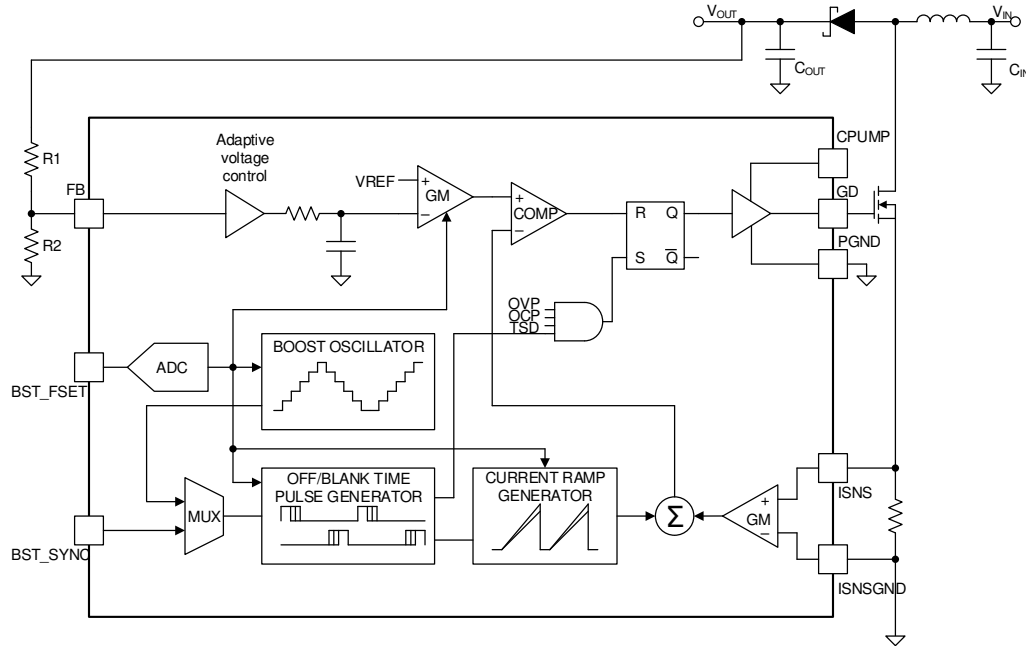 VOUT
VIN
COUT
CIN
Adaptive
voltage
control
CPUMP
R1
FB
VREF
+
GM
−
+
COMP
−
R Q
S Q
GD
R2
PGND
OVP
OCP
TSD
BOOST OSCILLATOR
ADC
BST_FSET
OFF/BLANK TIME
PULSE GENERATOR
CURRENT RAMP
GENERATOR
ISNS
MUX
Σ
+
GM
−
BST_SYNC
ISNSGND